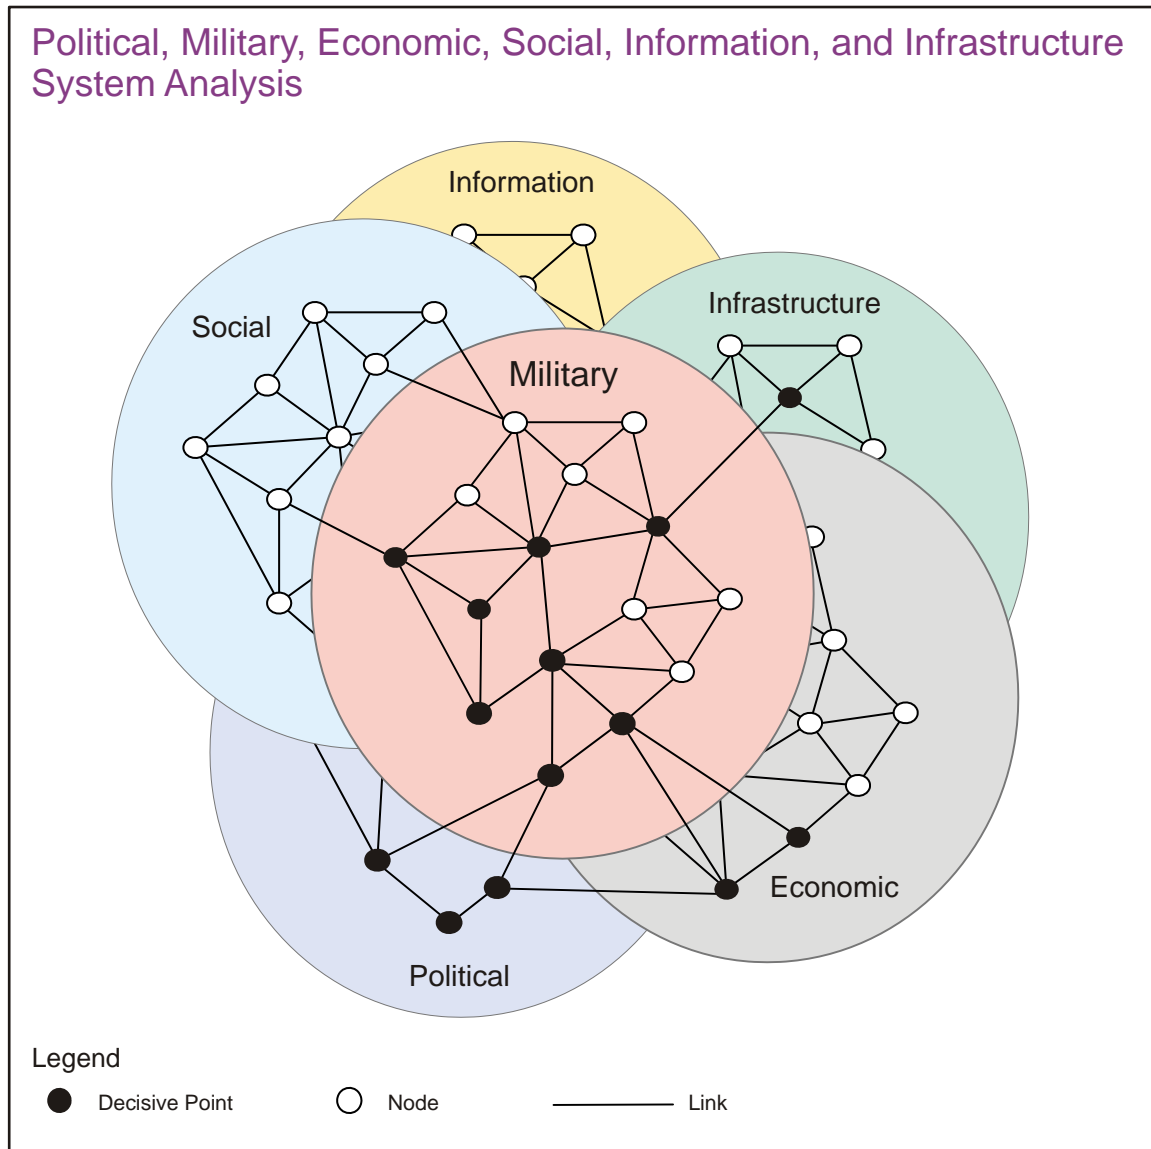 Political, Military, Economic, Social, Information, and Infrastructure
System Analysis
Information
Infrastructure
Social
Military
Economic
Political
Legend
Decisive Point
Node
Link